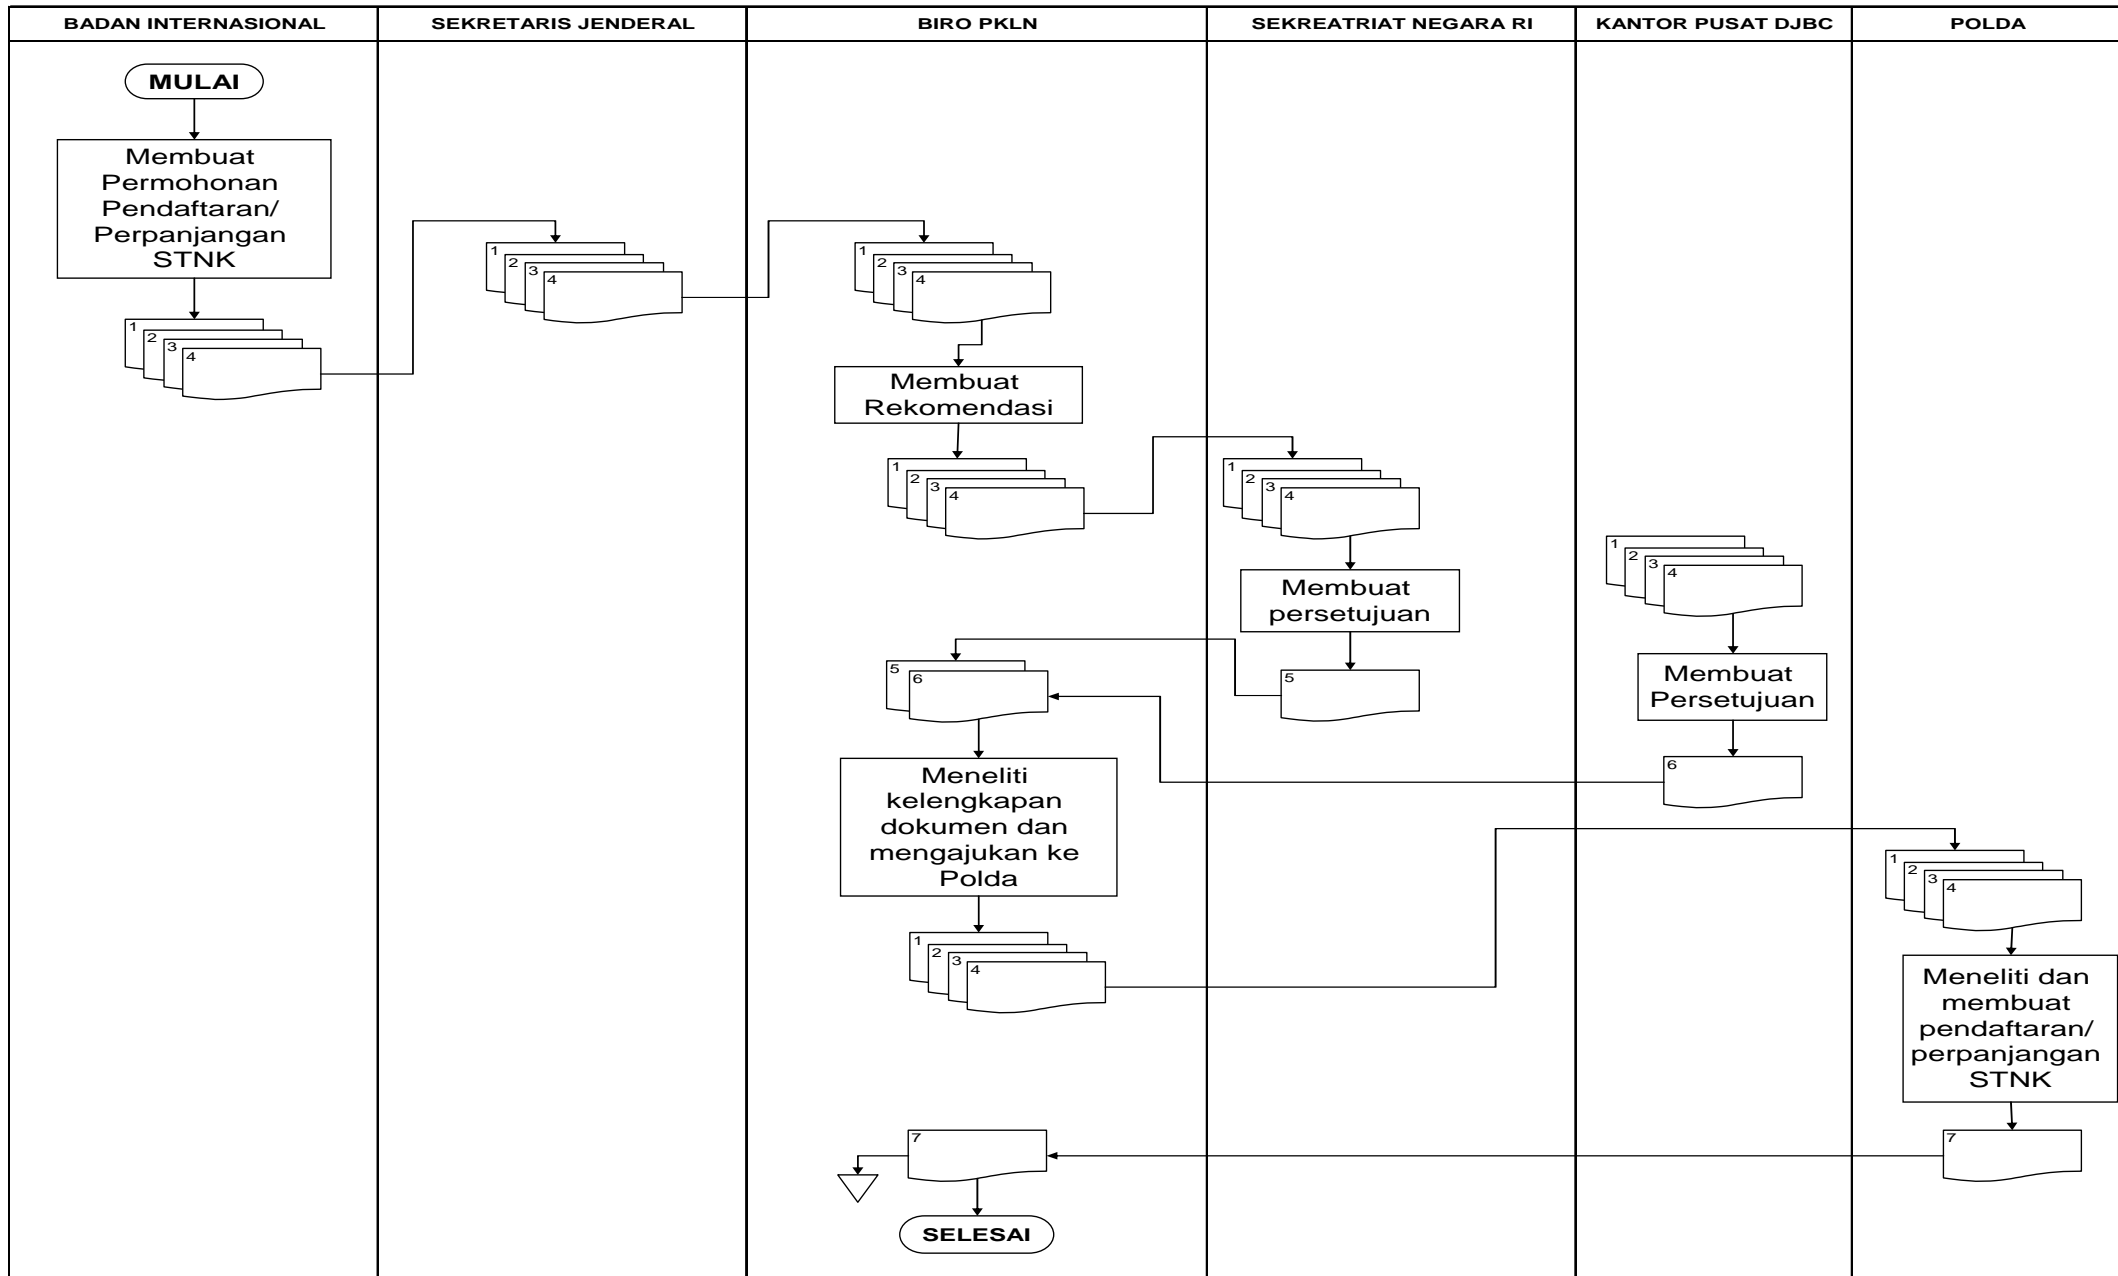 BADAN INTERNASIONAL
SEKRETARIS JENDERAL
BIRO PKLN
SEKREATRIAT NEGARA RI
KANTOR PUSAT DJBC
POLDA
MULAI
Membuat
Permohonan
Pendaftaran/
Perpanjangan
STNK
1
2
3
4
1
2
3
4
1
2
3
4
Membuat
Rekomendasi
1
2
3
4
1
2
3
4
Membuat
persetujuan
5
1
2
3
4
Membuat
Persetujuan
6
5
6
Meneliti
kelengkapan
dokumen dan
mengajukan ke
Polda
1
2
3
4
1
2
3
4
Meneliti dan
membuat
pendaftaran/
perpanjangan
STNK
7
7
SELESAI